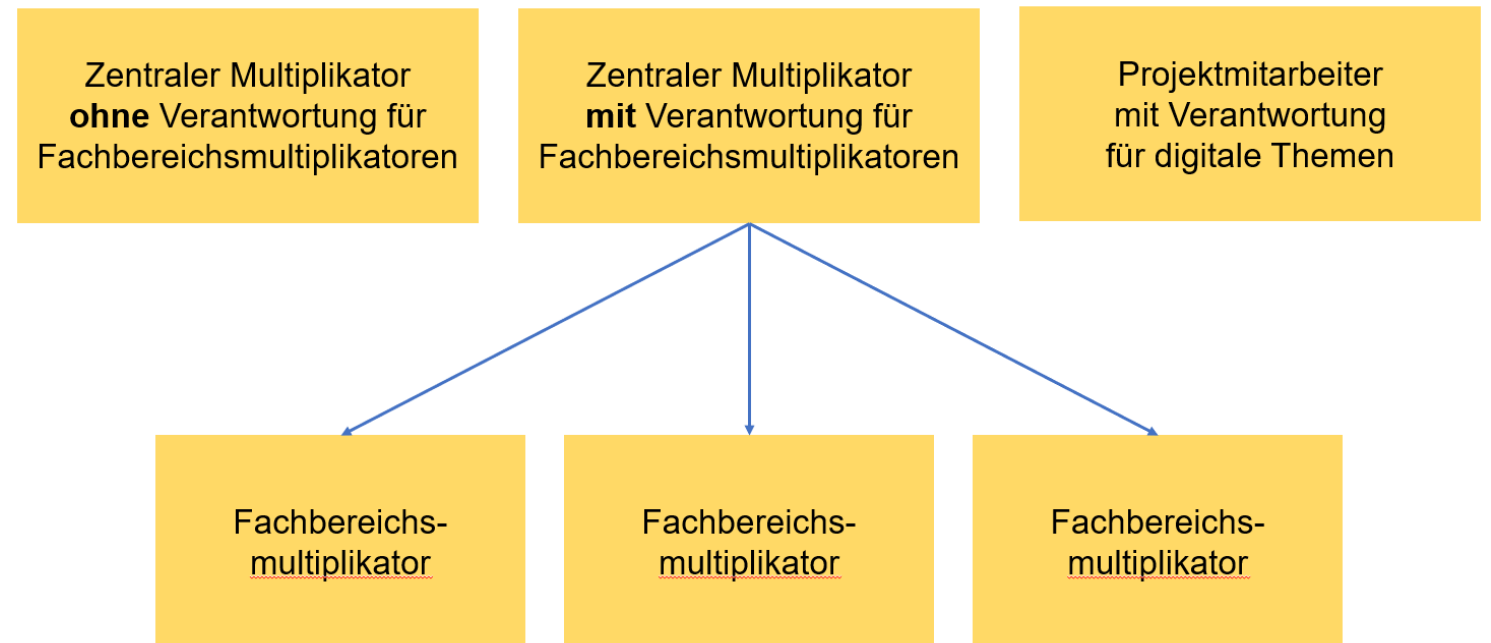 Zentraler Multiplikator
ohne Verantwortung für
Fachbereichsmultiplikatoren
Zentraler Multiplikator
mit Verantwortung für
Fachbereichsmultiplikatoren
Projektmitarbeiter
mit Verantwortung
für digitale Themen
Fachbereichs-
multiplikator
Fachbereichs-
multiplikator
Fachbereichs-
multiplikator